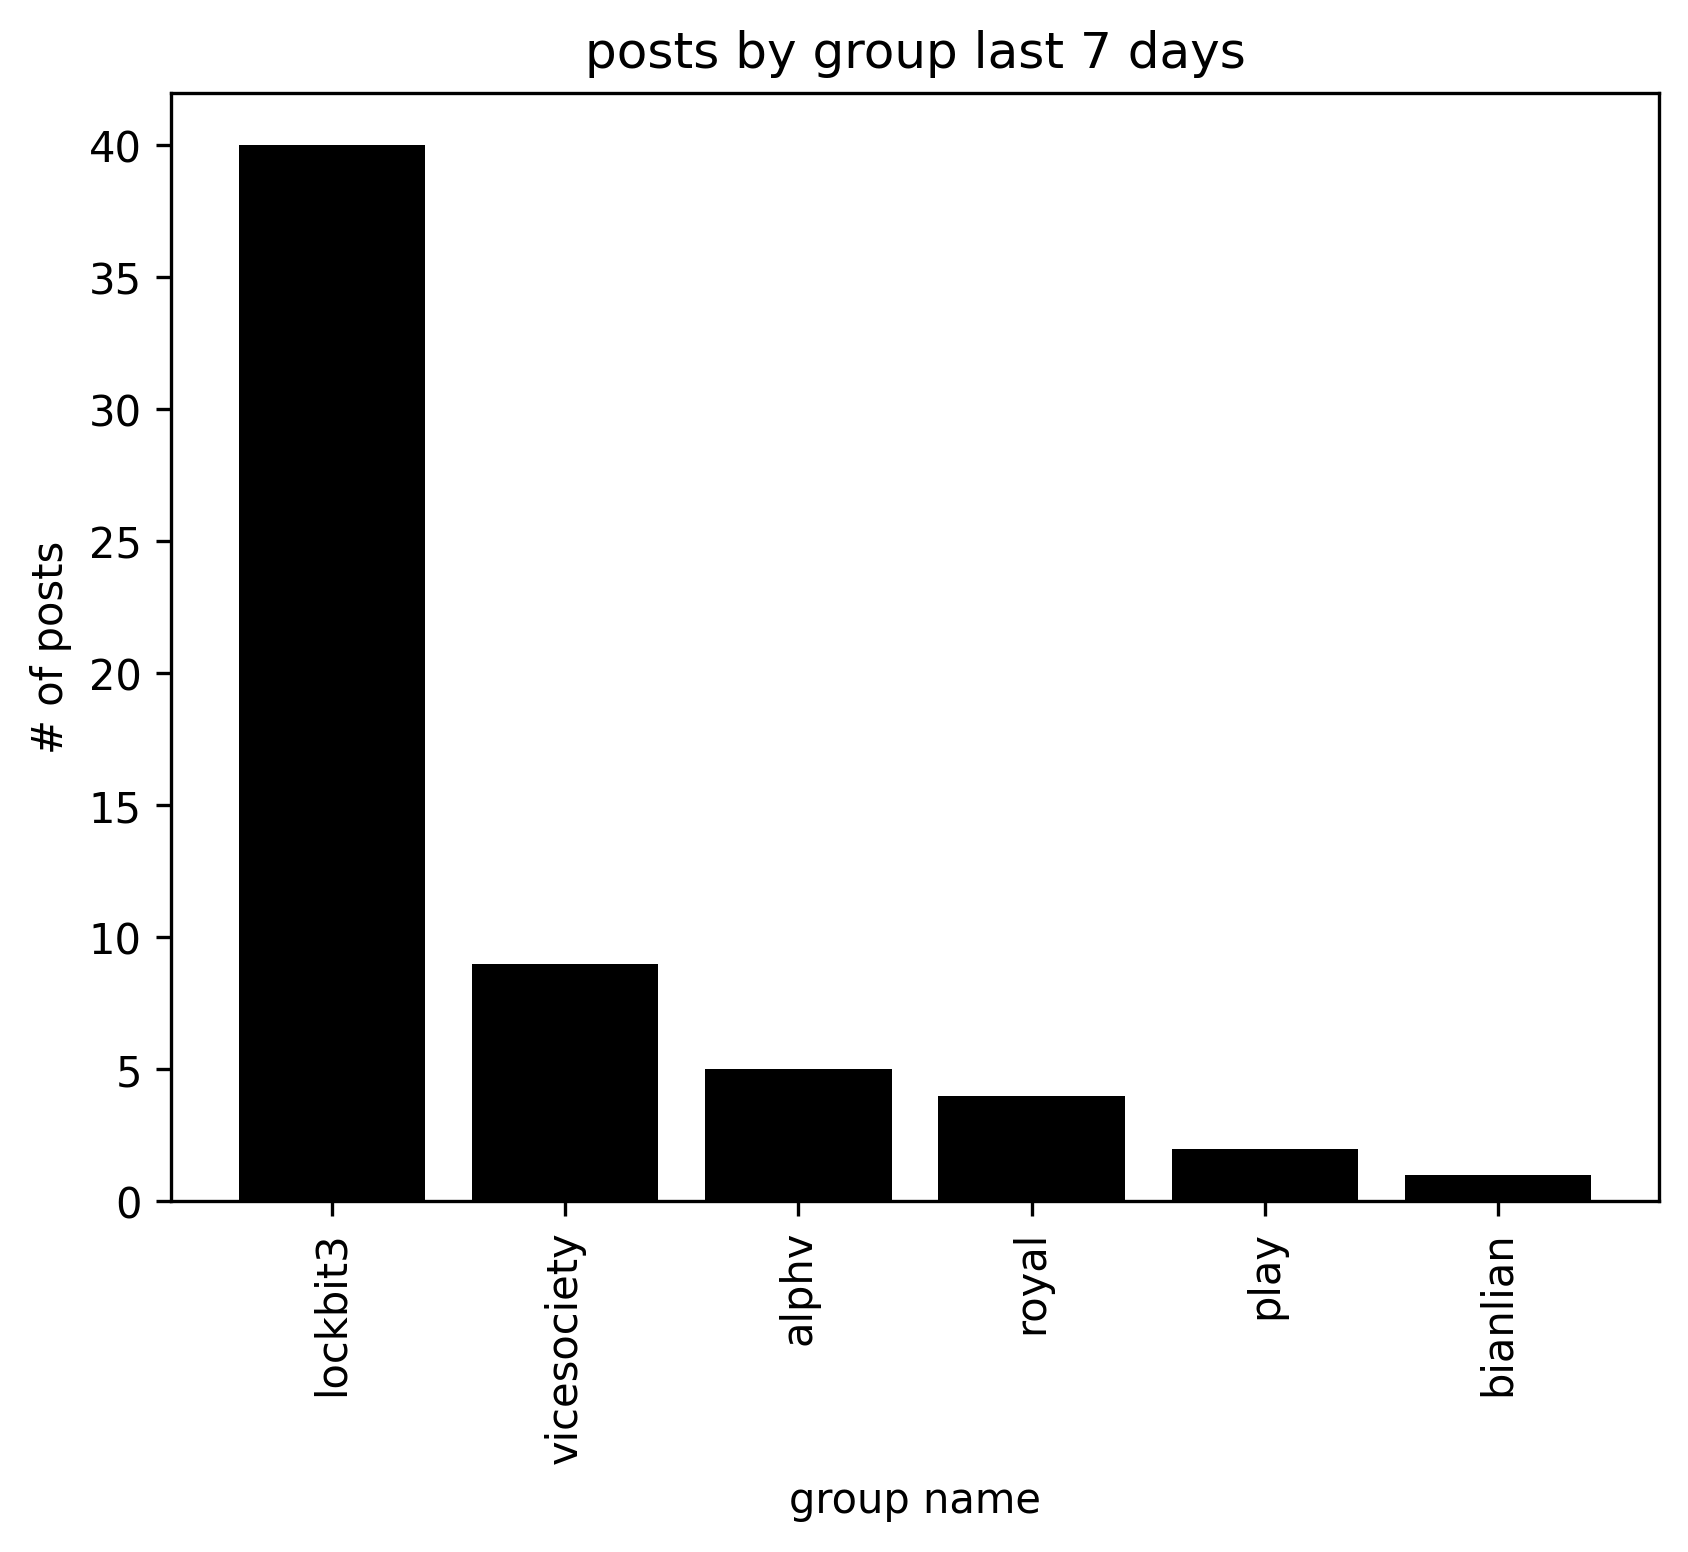 posts by group last 7 days
# of posts
40
35
30
25
20
15
10
5
0
lockbit3
vicesociety
alphv
royal
play
bianlian
group name